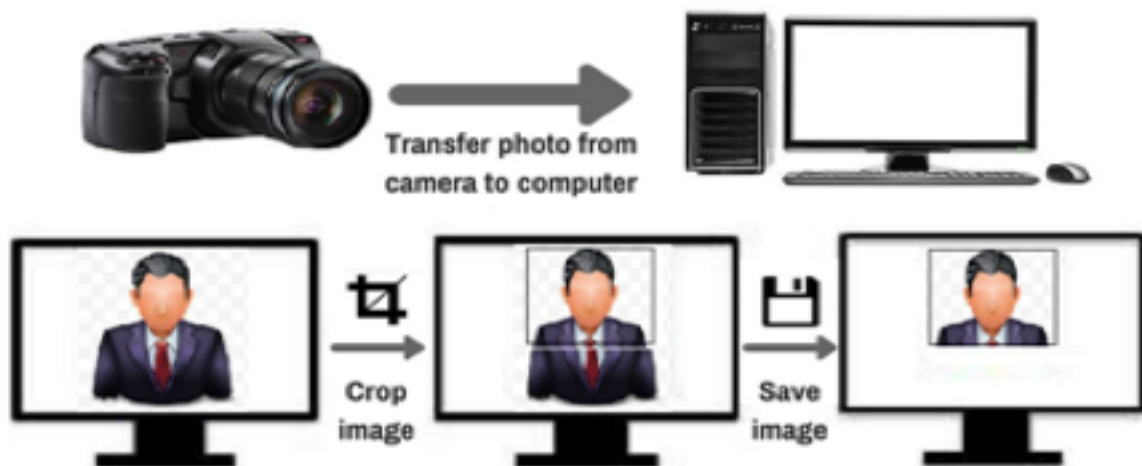 Transfer photo from
camera to computer
Crop
image
Save
image